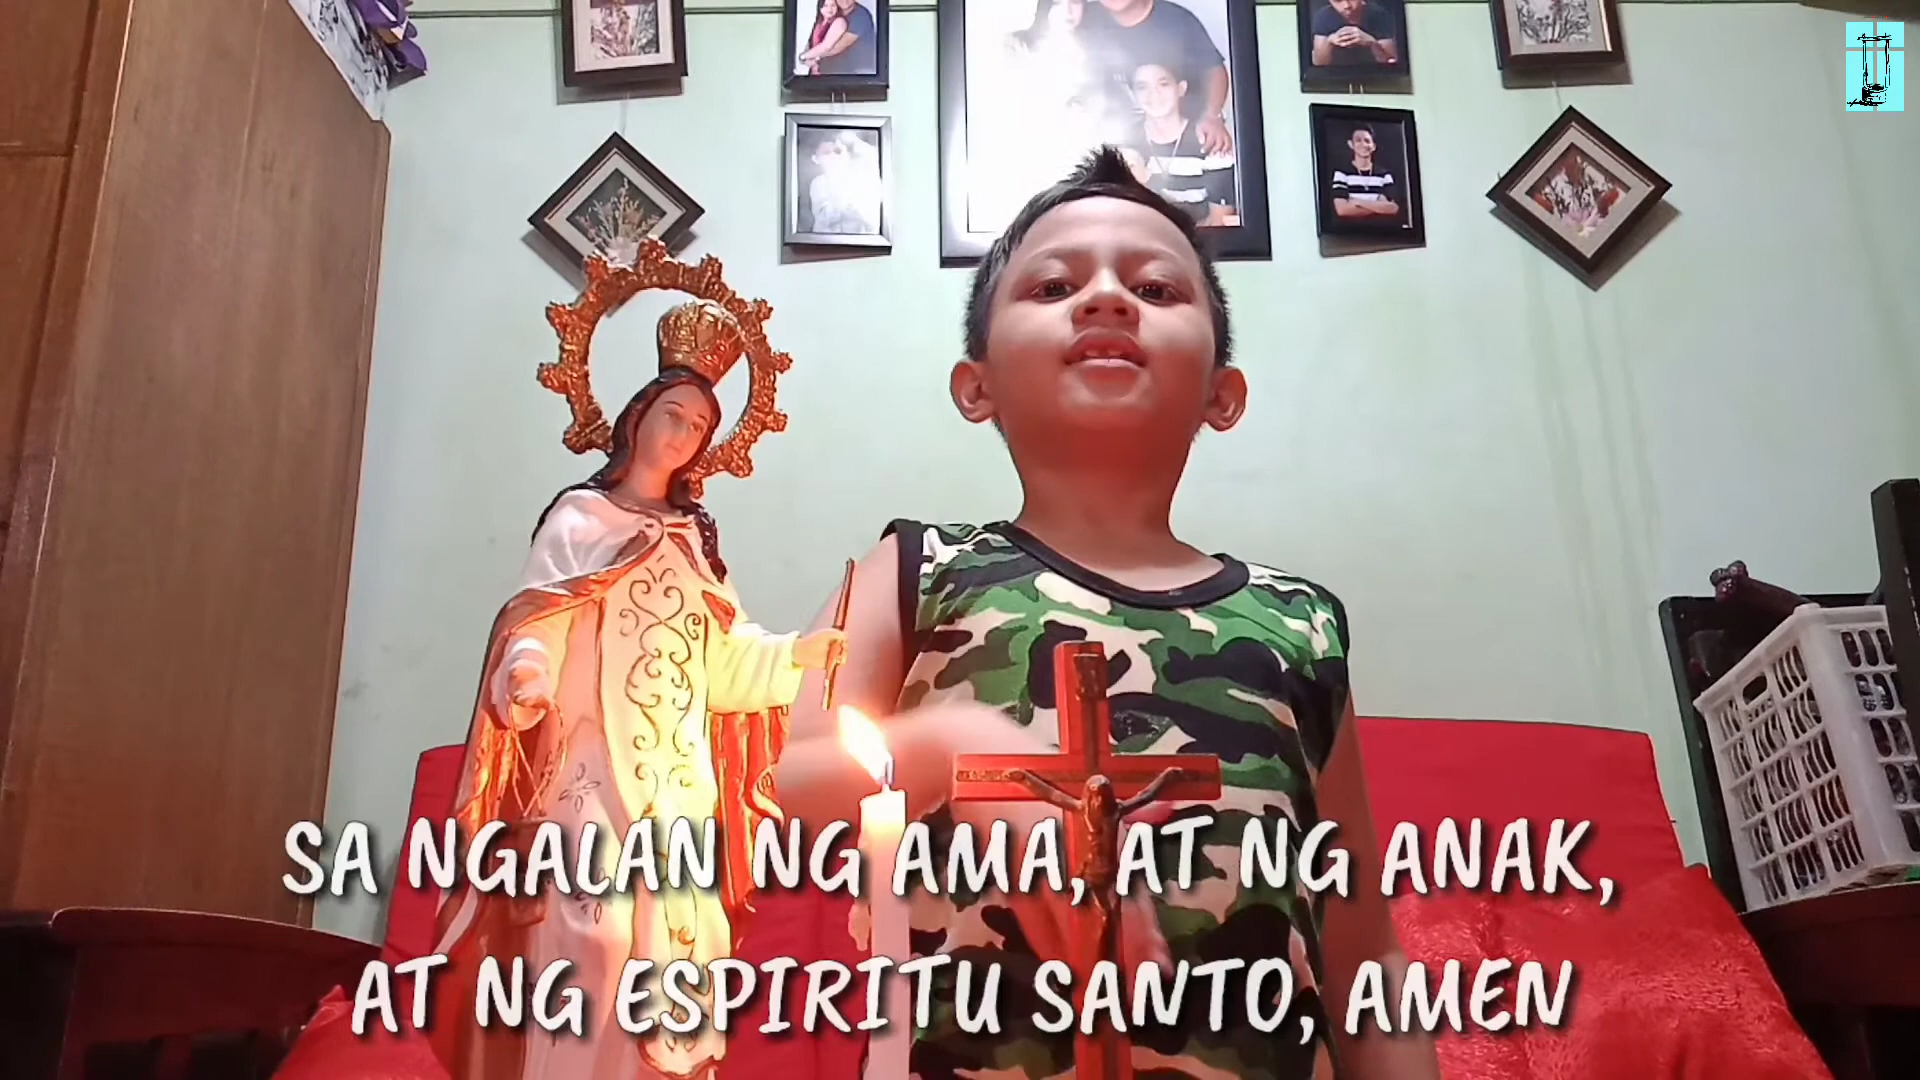 SA NGALAN NG AMA, AT NG ANAK,
AT NG ESPIRITU SANTO, AMEN